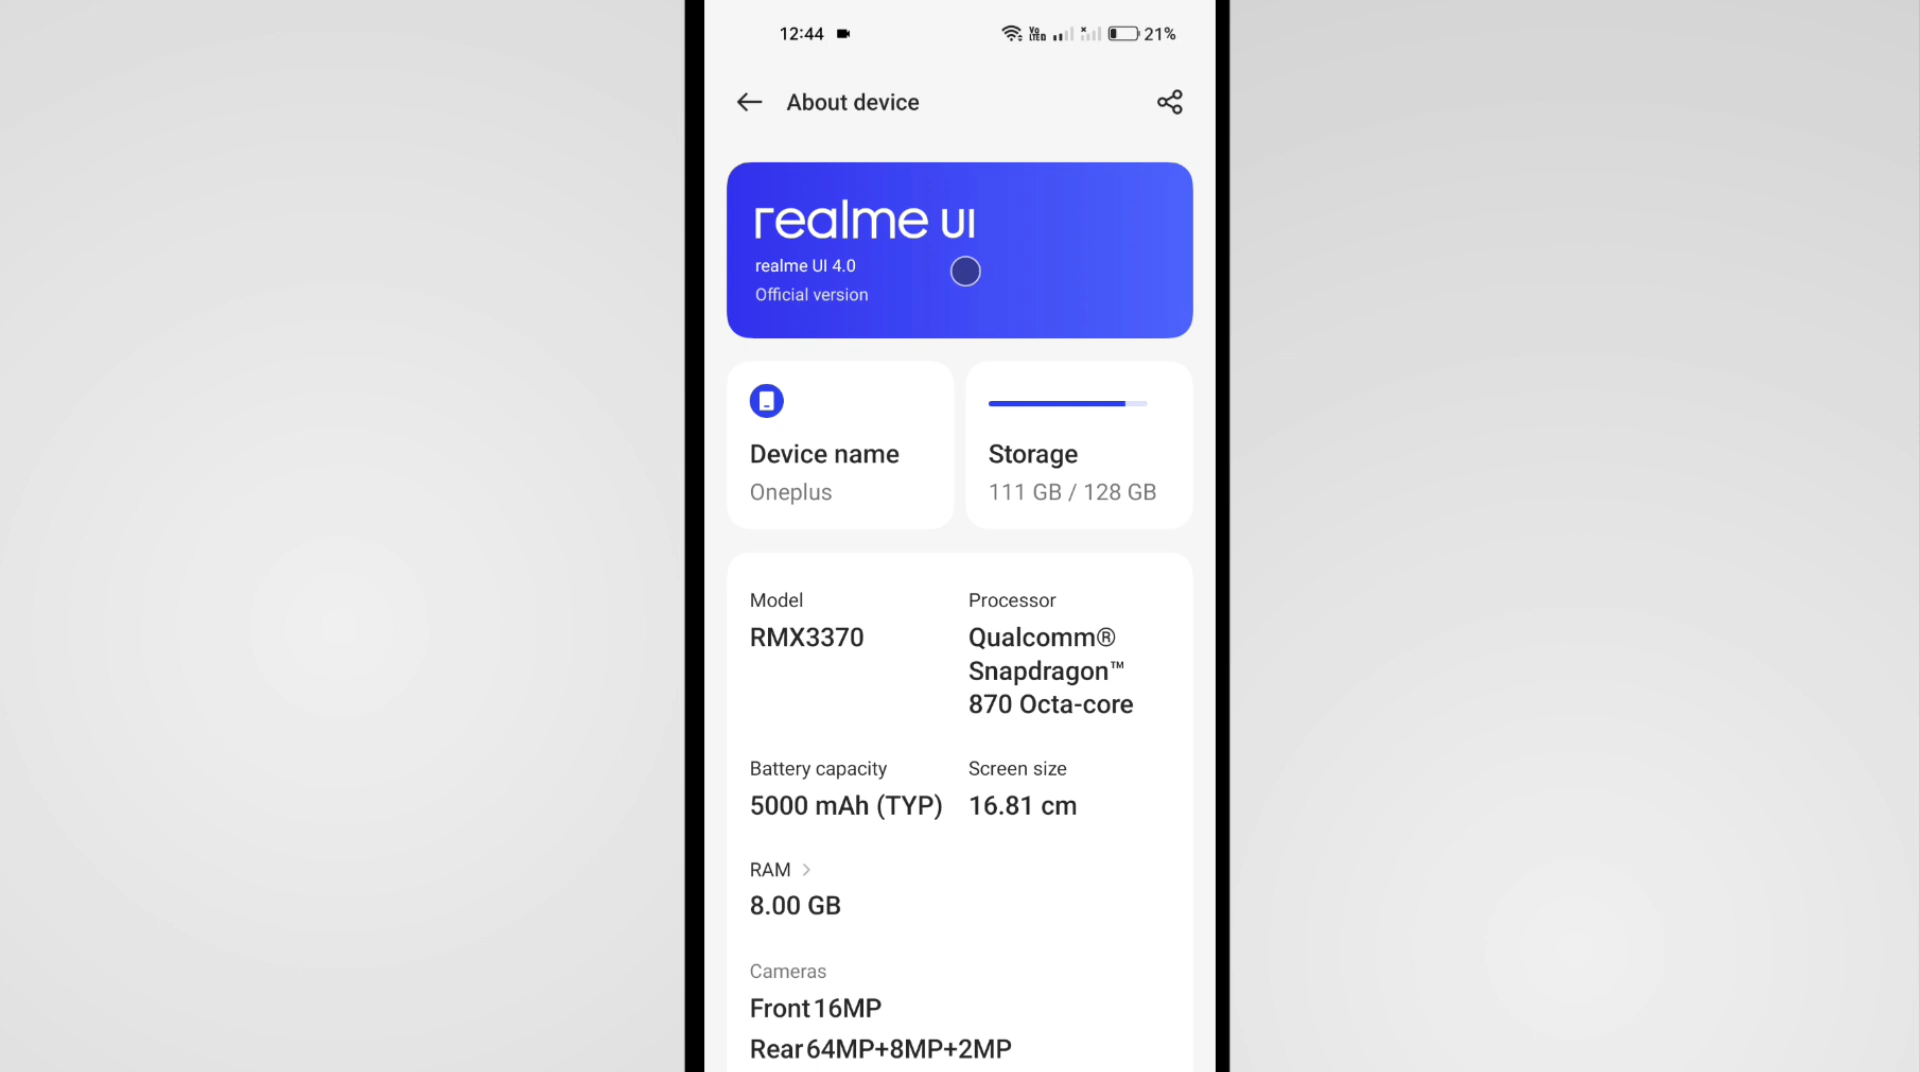 12:44
Vo LTED
21%
About device
realme UI
realme UI 4.0
Official version
Device name
Oneplus
Storage
111 GB / 128 GB
Model
RMX3370
Processor
Qualcomm®
Snapdragon™
870 Octa-core
Battery capacity
5000 mAh (TYP)
Screen size
16.81 cm
RAM
8.00 GB
Cameras
Front 16MP
Rear 64MP+8MP+2MP